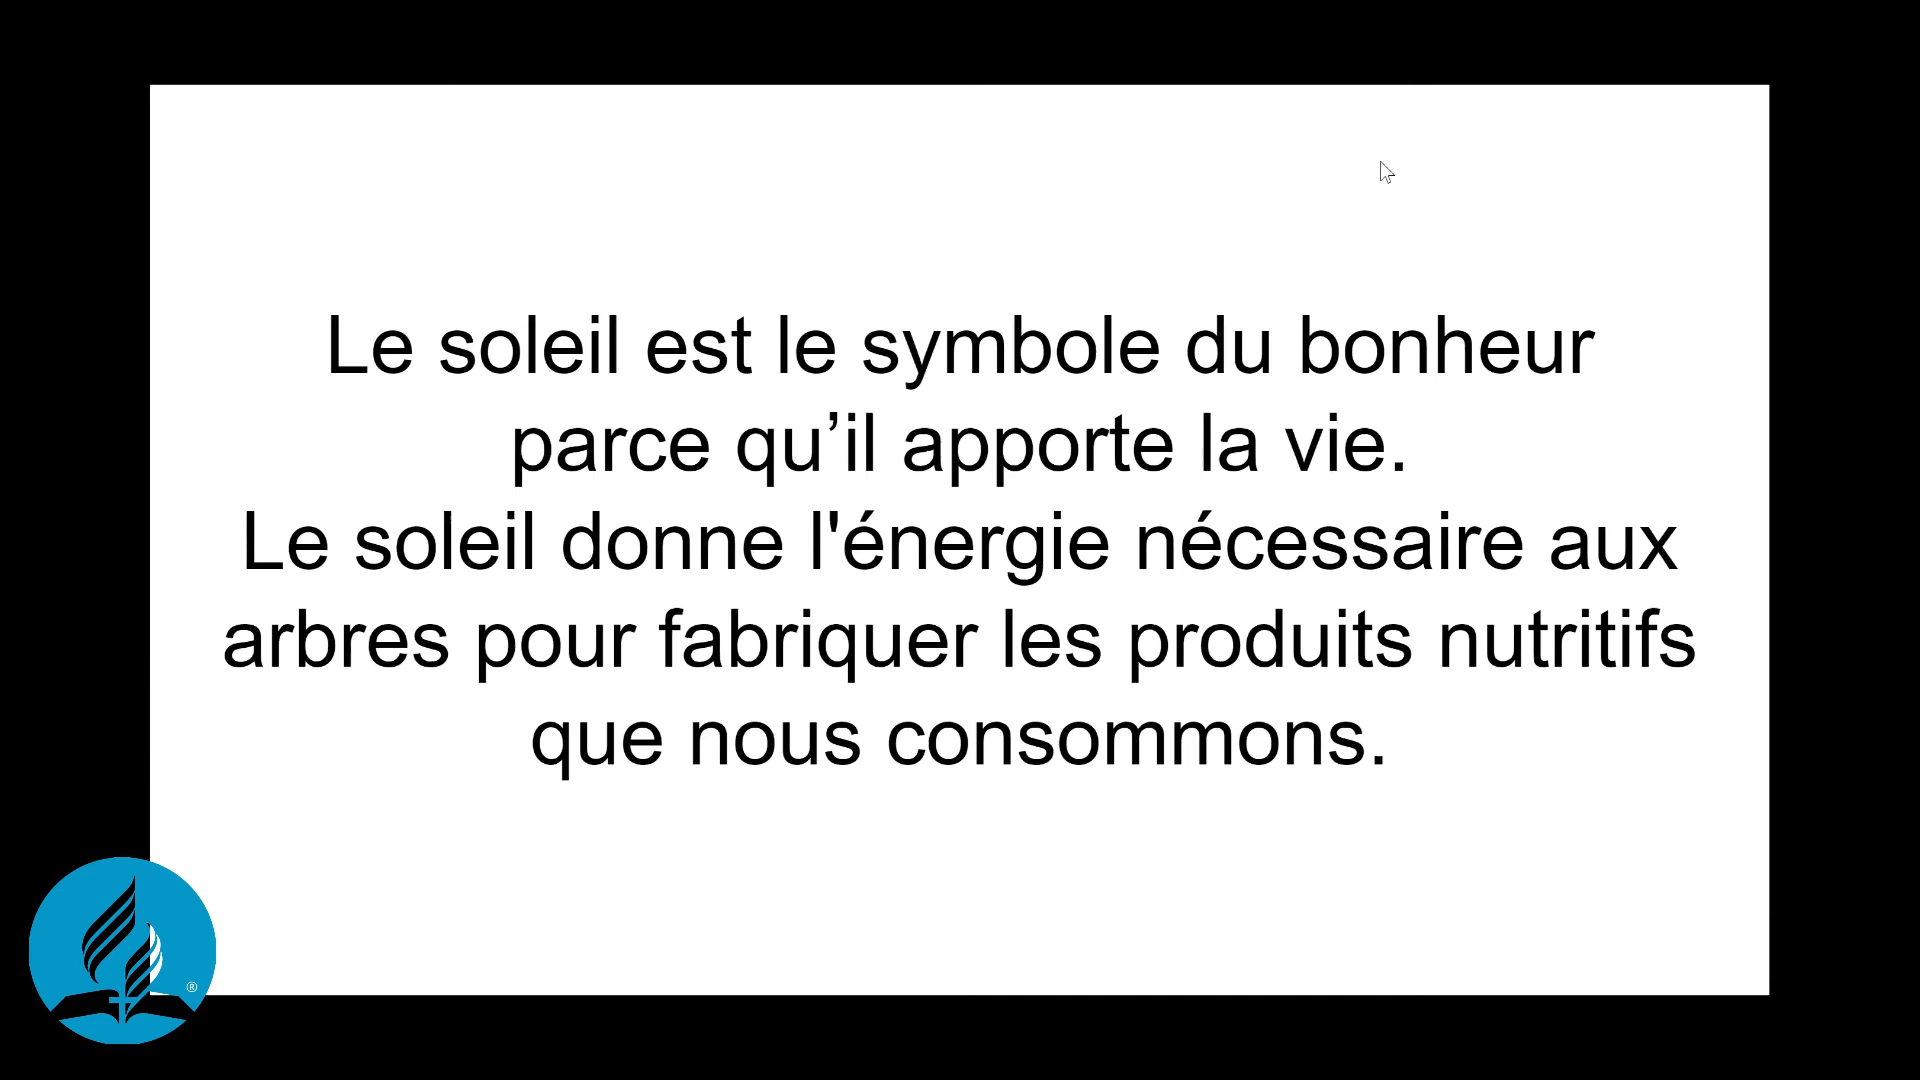 Le soleil est le symbole du bonheur
parce qu’il apporte la vie.
Le soleil donne l'énergie nécessaire aux
arbres pour fabriquer les produits nutritifs
que nous consommons.
®